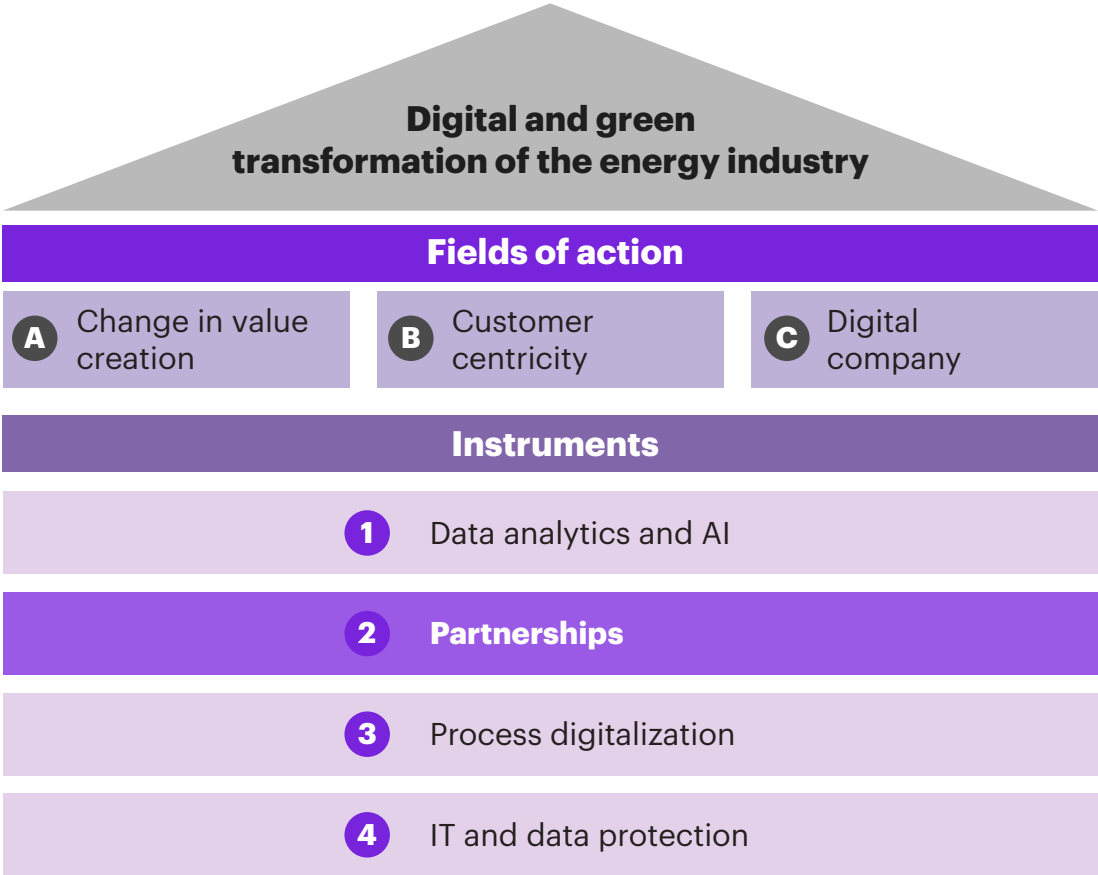 Digital and green
transformation of the energy industry
Fields of action
A Change in value
creation
B Customer
centricity
C Digital
company
Instruments
1 Data analytics and AI
2 Partnerships
3 Process digitalization
4 IT and data protection